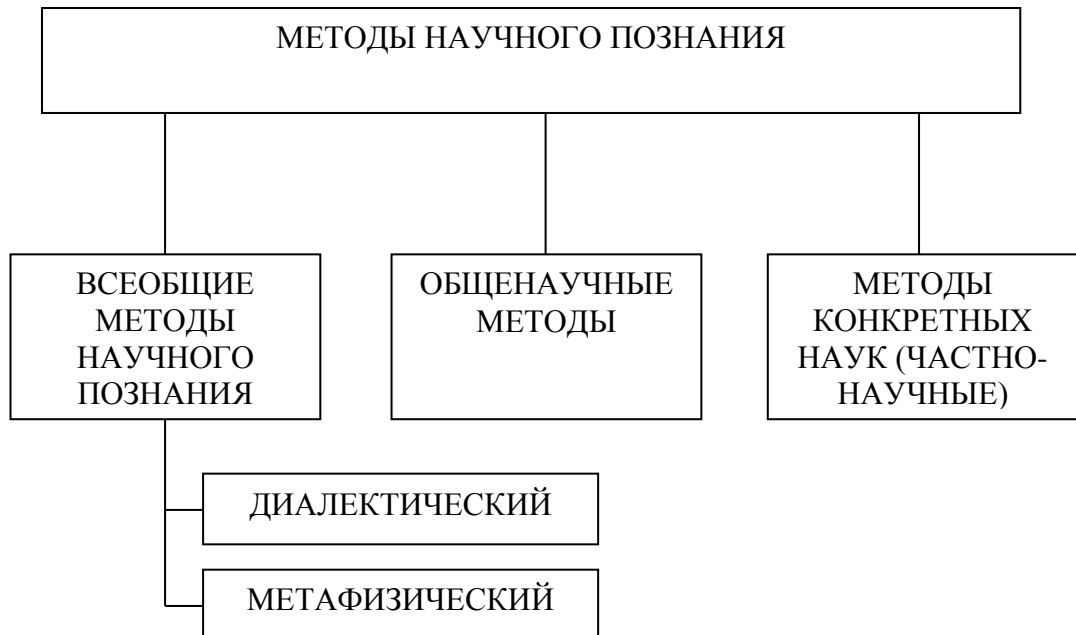 МЕТОДЫ НАУЧНОГО ПОЗНАНИЯ
ВСЕОБЩИЕ
МЕТОДЫ
НАУЧНОГО
ПОЗНАНИЯ
ОБЩЕНАУЧНЫЕ
МЕТОДЫ
МЕТОДЫ
КОНКРЕТНЫХ
НАУК (ЧАСТНО-
НАУЧНЫЕ)
ДИАЛЕКТИЧЕСКИЙ
МЕТАФИЗИЧЕСКИЙ